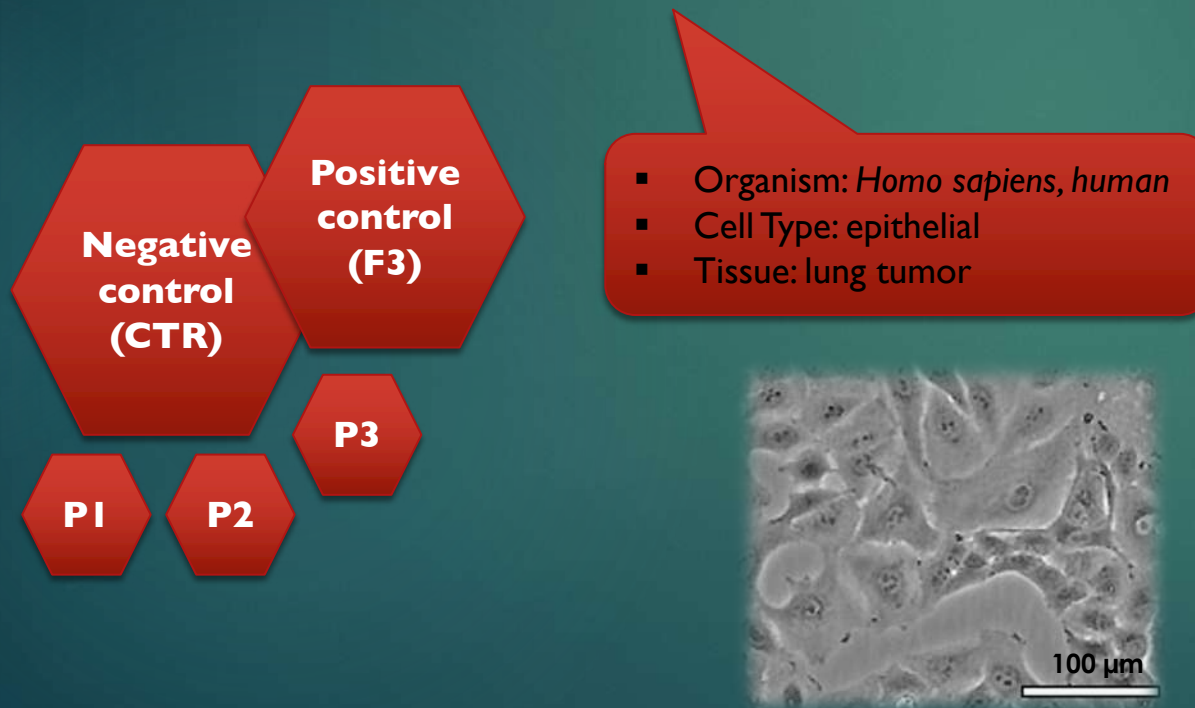 Negative
control
(CTR)
Positive
control
(F3)
P1
P2
P3
▪ Organism: Homo sapiens, human
▪ Cell Type: epithelial
▪ Tissue: lung tumor
100 µm